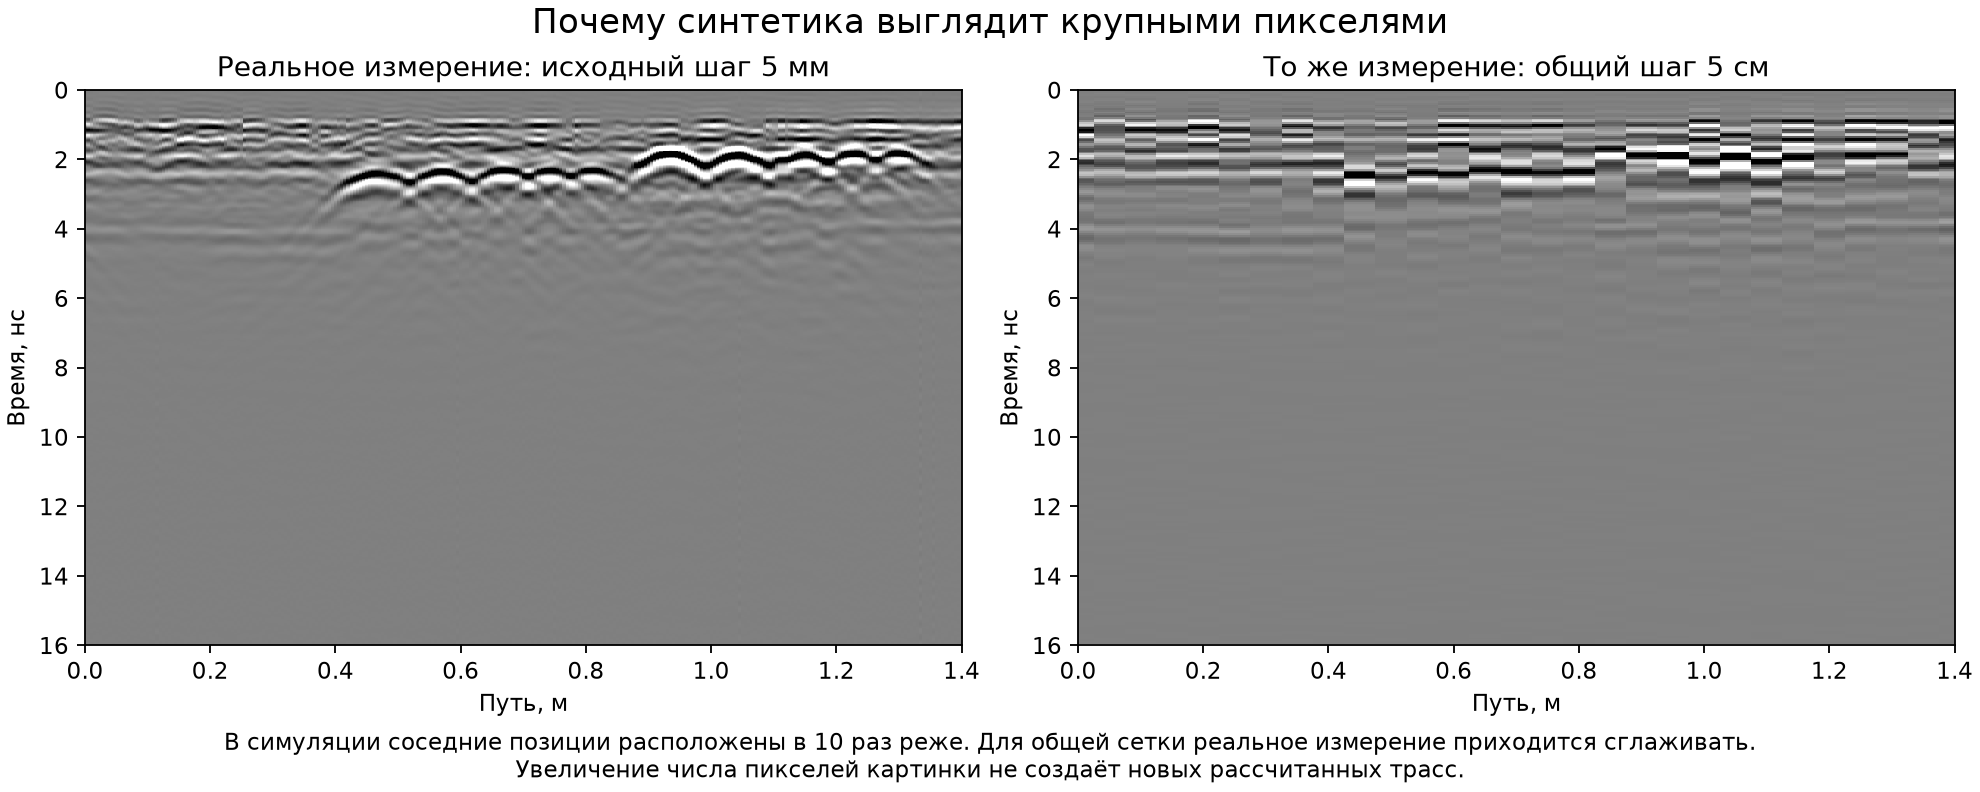 Почему синтетика выглядит крупными пикселями
Реальное измерение: исходный шаг 5 мм
0
2
4
6
8
10
12
14
16
Время, нс
0.0 0.2 0.4 0.6 0.8 1.0 1.2 1.4
Путь, м
То же измерение: общий шаг 5 см
0
2
4
6
8
10
12
14
16
Время, нс
0.0 0.2 0.4 0.6 0.8 1.0 1.2 1.4
Путь, м
В симуляции соседние позиции расположены в 10 раз реже. Для общей сетки реальное измерение приходится сглаживать.
Увеличение числа пикселей картинки не создаёт новых рассчитанных трасс.